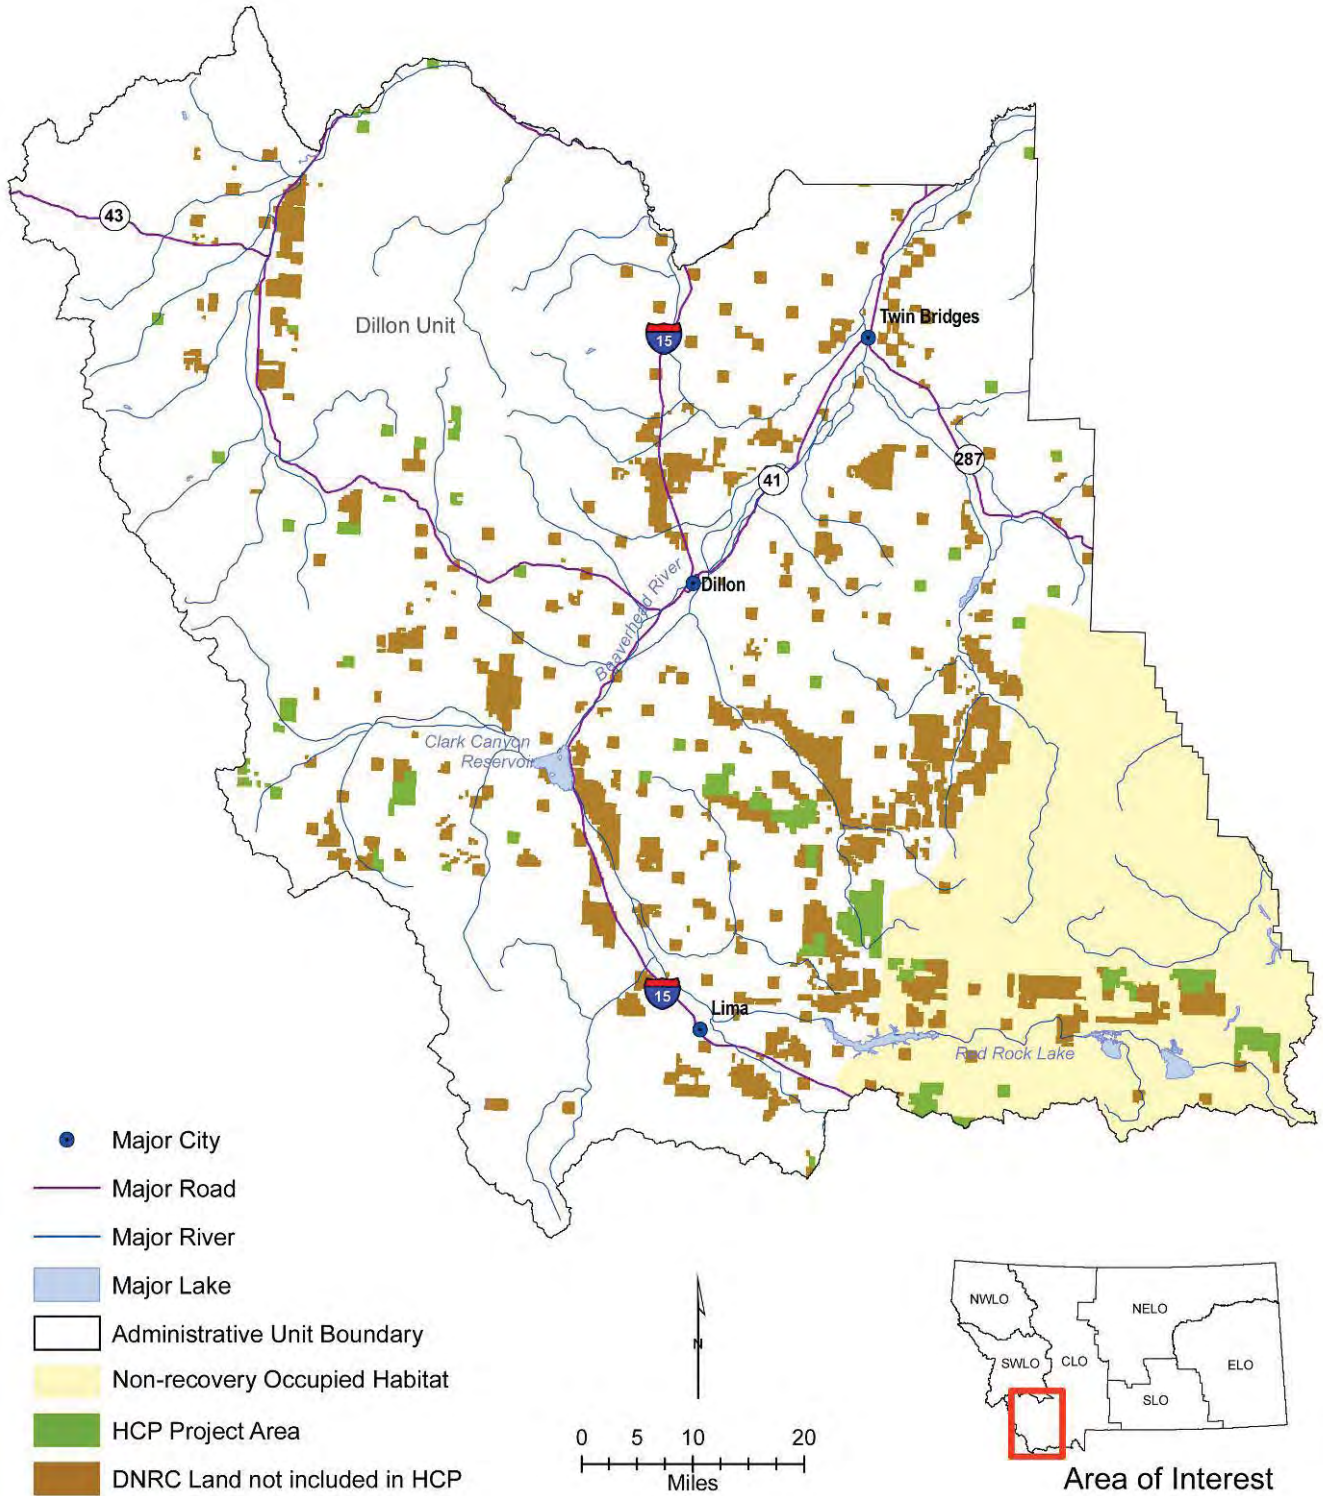 43
Dillon Unit
15
Twin Bridges
287
41
Dillon
Beaverhead River
Clark Canyon
Reservoir
15
Lima
Red Rock Lake
Major City
Major Road
Major River
Major Lake
Administrative Unit Boundary
Non-recovery Occupied Habitat
HCP Project Area
DNRC Land not included in HCP
N
0 5 10 20
Miles
NWLO
NELO
SWLO
CLO
ELO
SLO
Area of Interest